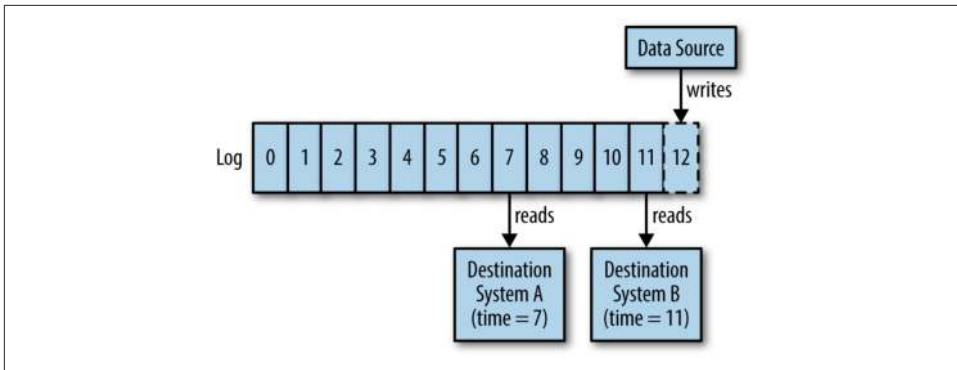 Data Source
writes
Log 0 1 2 3 4 5 6 7 8 9 10 11 12
reads reads
Destination System A (time = 7)
Destination System B (time = 11)